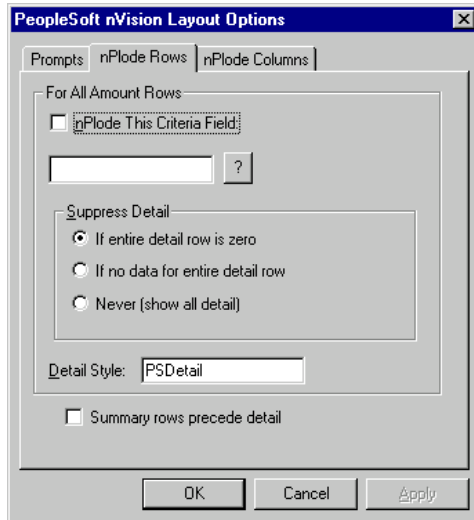 PeopleSoft nVision Layout Options
Prompts nPlode Rows nPlode Columns
For All Amount Rows
nPlode This Criteria Field:
?
Suppress Detail
If entire detail row is zero
If no data for entire detail row
Never (show all detail)
Detail Style: PSDetail
Summary rows precede detail
OK Cancel Apply